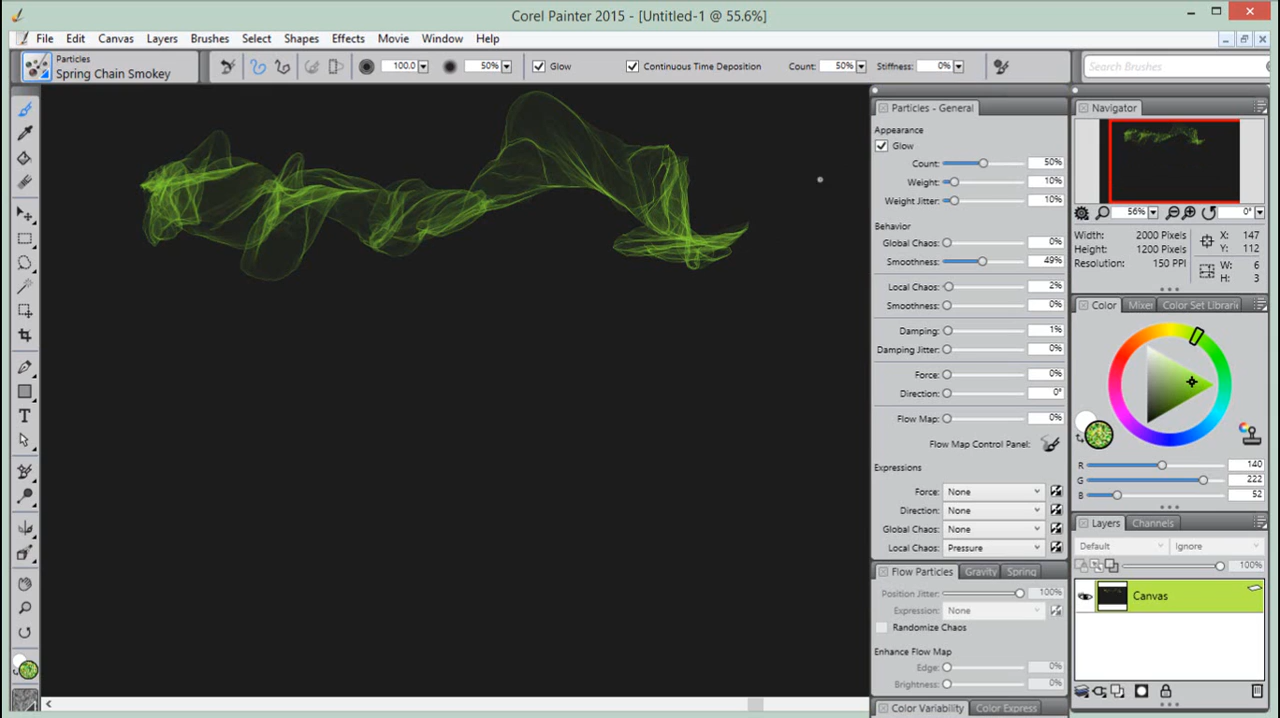 Corel Painter 2015 - [Untitled-1 @ 55.6%]
File Edit Canvas Layers Brushes Select Shapes Effects Movie Window Help
Particles
Spring Chain Smokey
100.0 50% Glow Continuous Time Deposition Count: 50% Stiffness: 0% Search Brushes
Particles - General
Appearance
Glow
Count: 50%
Weight: 10%
Weight Jitter: 10%
Behavior
Global Chaos: 0%
Smoothness: 49%
Local Chaos: 2%
Smoothness: 0%
Damping: 1%
Damping Jitter: 0%
Force: 0%
Direction: 0°
Flow Map: 0%
Flow Map Control Panel:
Expressions
Force: None
Direction: None
Global Chaos: None
Local Chaos: Pressure
Flow Particles Gravity Spring
Position Jitter: 100%
Expression: None
Randomize Chaos
Enhance Flow Map
Edge: 0%
Brightness: 0%
Color Variability Color Express
Navigator
56% 0°
Width: 2000 Pixels X: 147
Height: 1200 Pixels Y: 112
Resolution: 150 PPI W: 6
H: 3
Color Mixer Color Set Librari
R 140
G 222
B 52
Layers Channels
Default Ignore
100%
Canvas
T